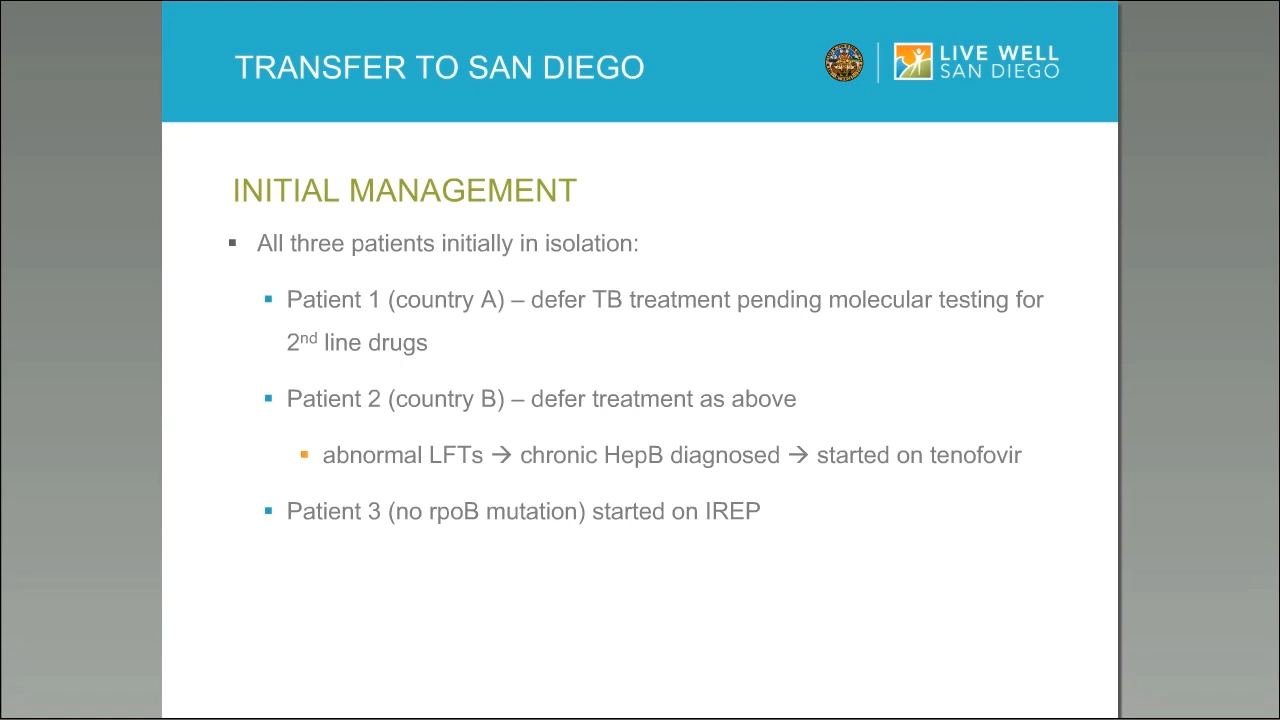 TRANSFER TO SAN DIEGO
LIVE WELL
SAN DIEGO
INITIAL MANAGEMENT
▪ All three patients initially in isolation:
▪ Patient 1 (country A) – defer TB treatment pending molecular testing for
2nd line drugs
▪ Patient 2 (country B) – defer treatment as above
▪ abnormal LFTs → chronic HepB diagnosed → started on tenofovir
▪ Patient 3 (no rpoB mutation) started on IREP